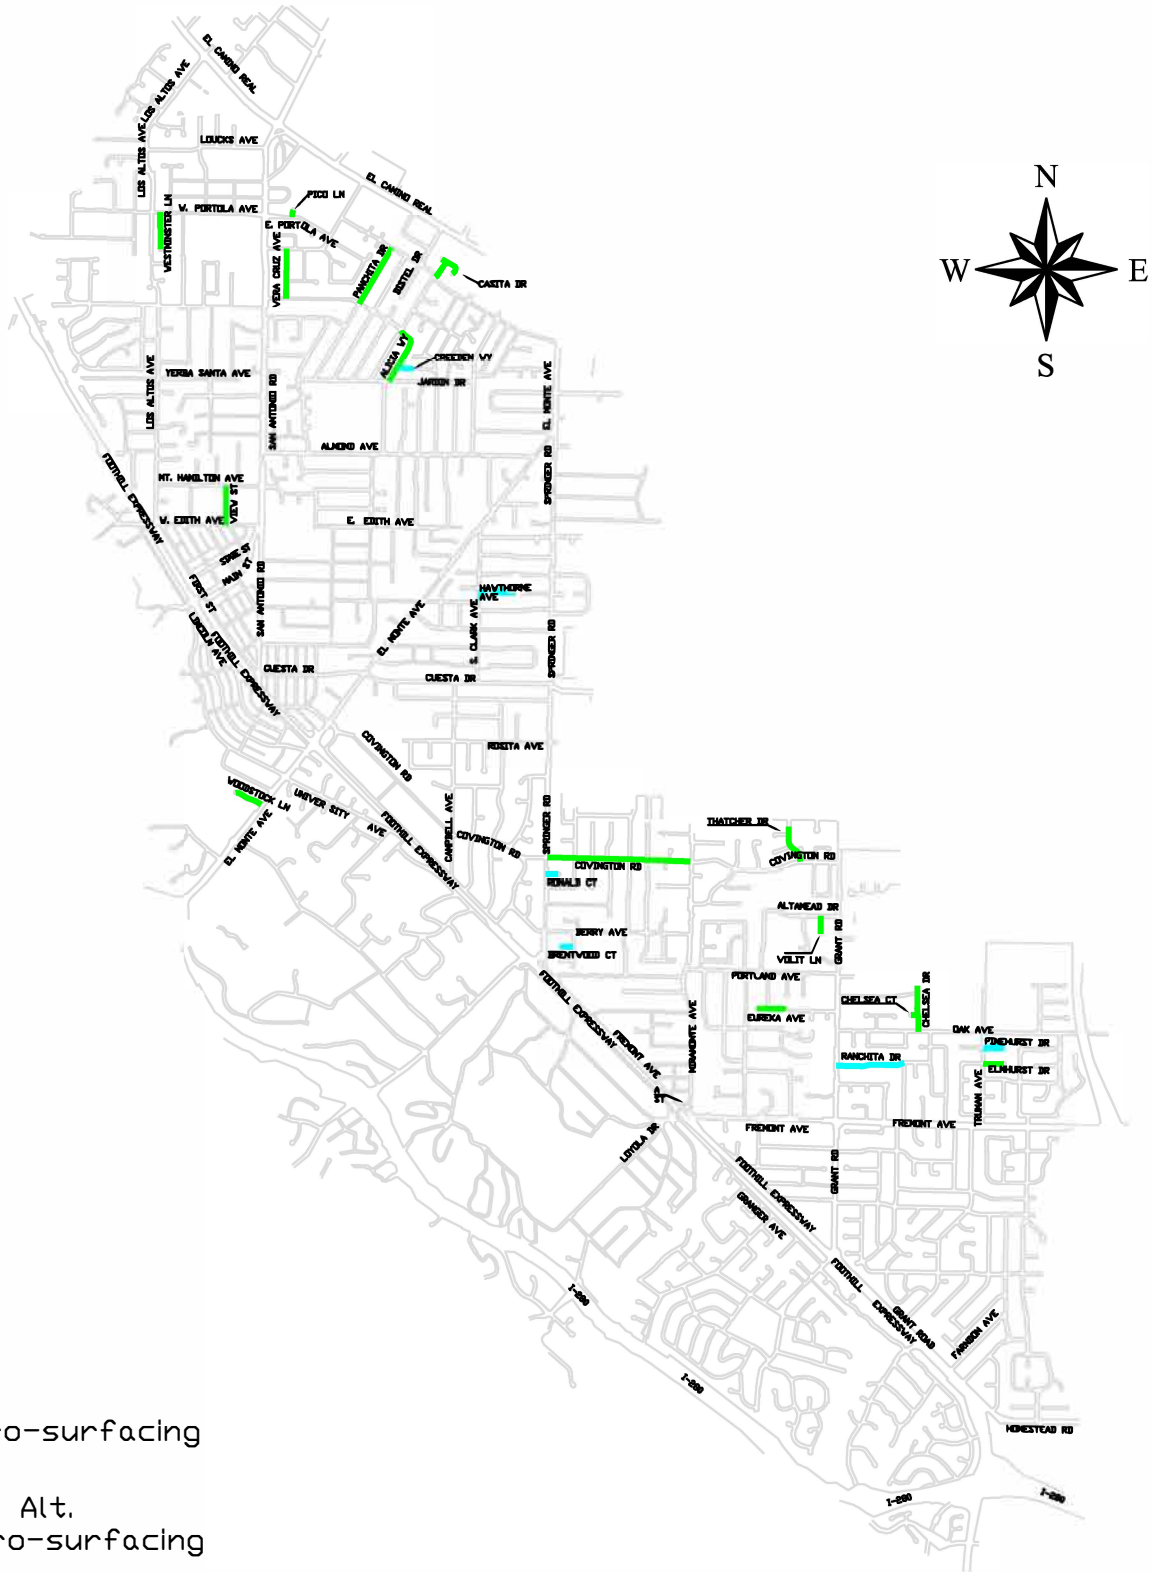 EL CAMINO REAL
LOS ALTOS AVE
LOS ALTOS AVE
LOUCKS AVE
EL CAMINO REAL
PICO LN
W. PORTOLA AVE
WESTMINSTER LN
E. PORTOLA AVE
VERA CRUZ AVE
PANCHITA DR
DISTEL DR
CASITA DR
N
W
E
S
ALICIA WY
CREEDEN WY
JARDIN DR
LOS ALTOS AVE
YERBA SANTA AVE
SAN ANTONIO RD
EL MONTE AVE
ALMOND AVE
SPRINGER RD
FOOTHILL EXPRESSWAY
MT. HAMILTON AVE
VIEW ST
W. EDITH AVE
E. EDITH AVE
STATE ST
MAIN ST
FIRST ST
SAN ANTONIO RD
HAWTHORNE
AVE
LINCOLN AVE
FOOTHILL EXPRESSWAY
EL MONTE AVE
S. CLARK AVE
SPRINGER RD
CUESTA DR
CUESTA DR
COVINGTON RD
ROSITA AVE
WOODSTOCK LN
UNIVERSITY
AVE
EL MONTE AVE
FOOTHILL EXPRESSWAY
CAMPBELL AVE
COVINGTON RD
SPRINGER RD
THATCHER DR
COVINGTON RD
COVINGTON RD
RONALD CT
ALTAMEAD DR
BERRY AVE
BRENTWOOD CT
GRANT RD
VOLIT LN
PORTLAND AVE
FOOTHILL EXPRESSWAY
FREMONT AVE
MIRAMONTE AVE
EUREKA AVE
CHELSEA CT
CHELSEA DR
OAK AVE
PINEHURST DR
RANCHITA DR
ELMHURST DR
TRUMAN AVE
A
ST
LOYOLA DR
FREMONT AVE
FREMONT AVE
GRANT RD
FOOTHILL EXPRESSWAY
GRANGER AVE
FOOTHILL
EXPRESSWAY
GRANT ROAD
FARNDON AVE
I-280
I-280
HOMESTEAD RD
I-280
I-280
o-surfacing
Alt.
ro-surfacing